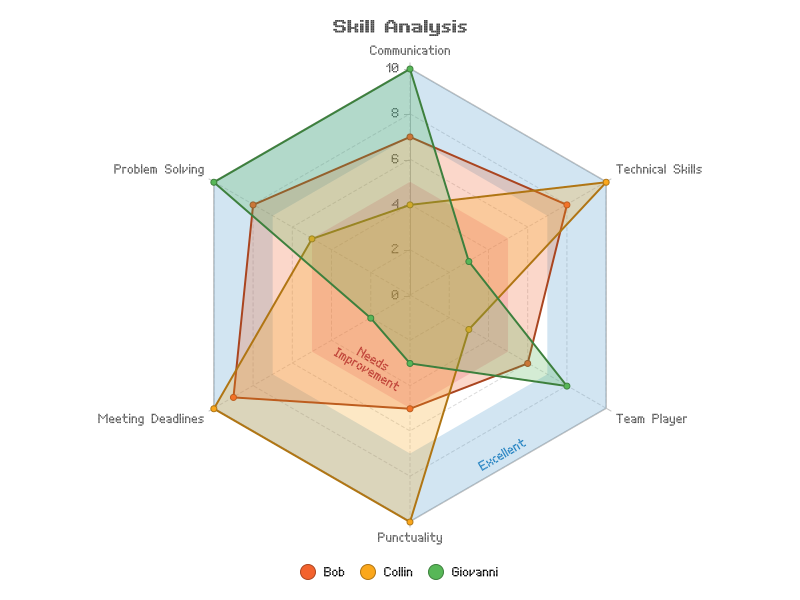 Skill Analysis
Communication
10
8
6
4
2
0
Problem Solving
Technical Skills
Needs
Improvement
Meeting Deadlines
Team Player
Excellent
Punctuality
Bob
Collin
Giovanni